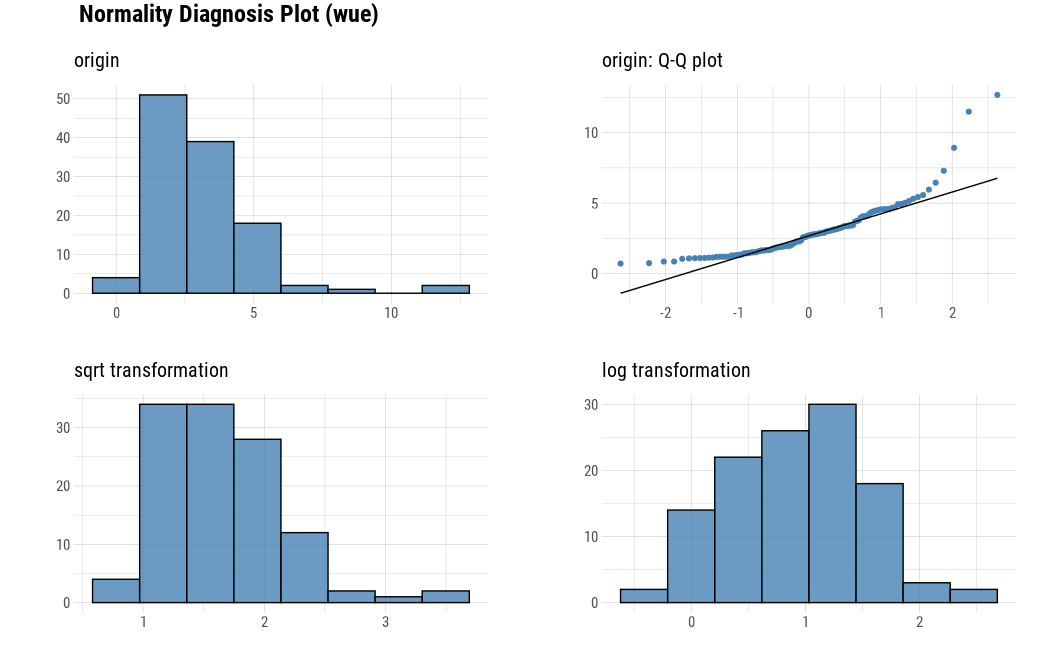 Normality Diagnosis Plot (wue)
origin
50
40
30
20
10
0
0 5 10
origin: Q-Q plot
10
5
0
-2 -1 0 1 2
sqrt transformation
30
20
10
0
1 2 3
log transformation
30
20
10
0
0 1 2